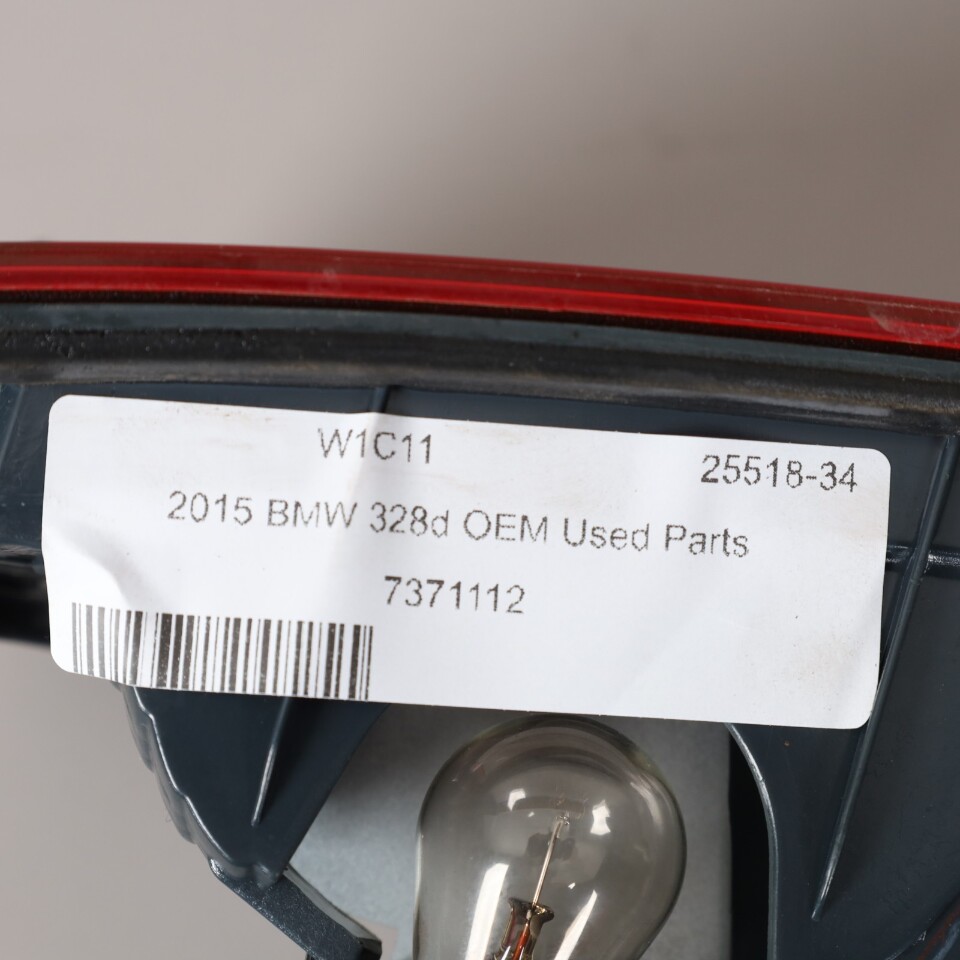 W1C11 25518-34
2015 BMW 328d OEM Used Parts
7371112